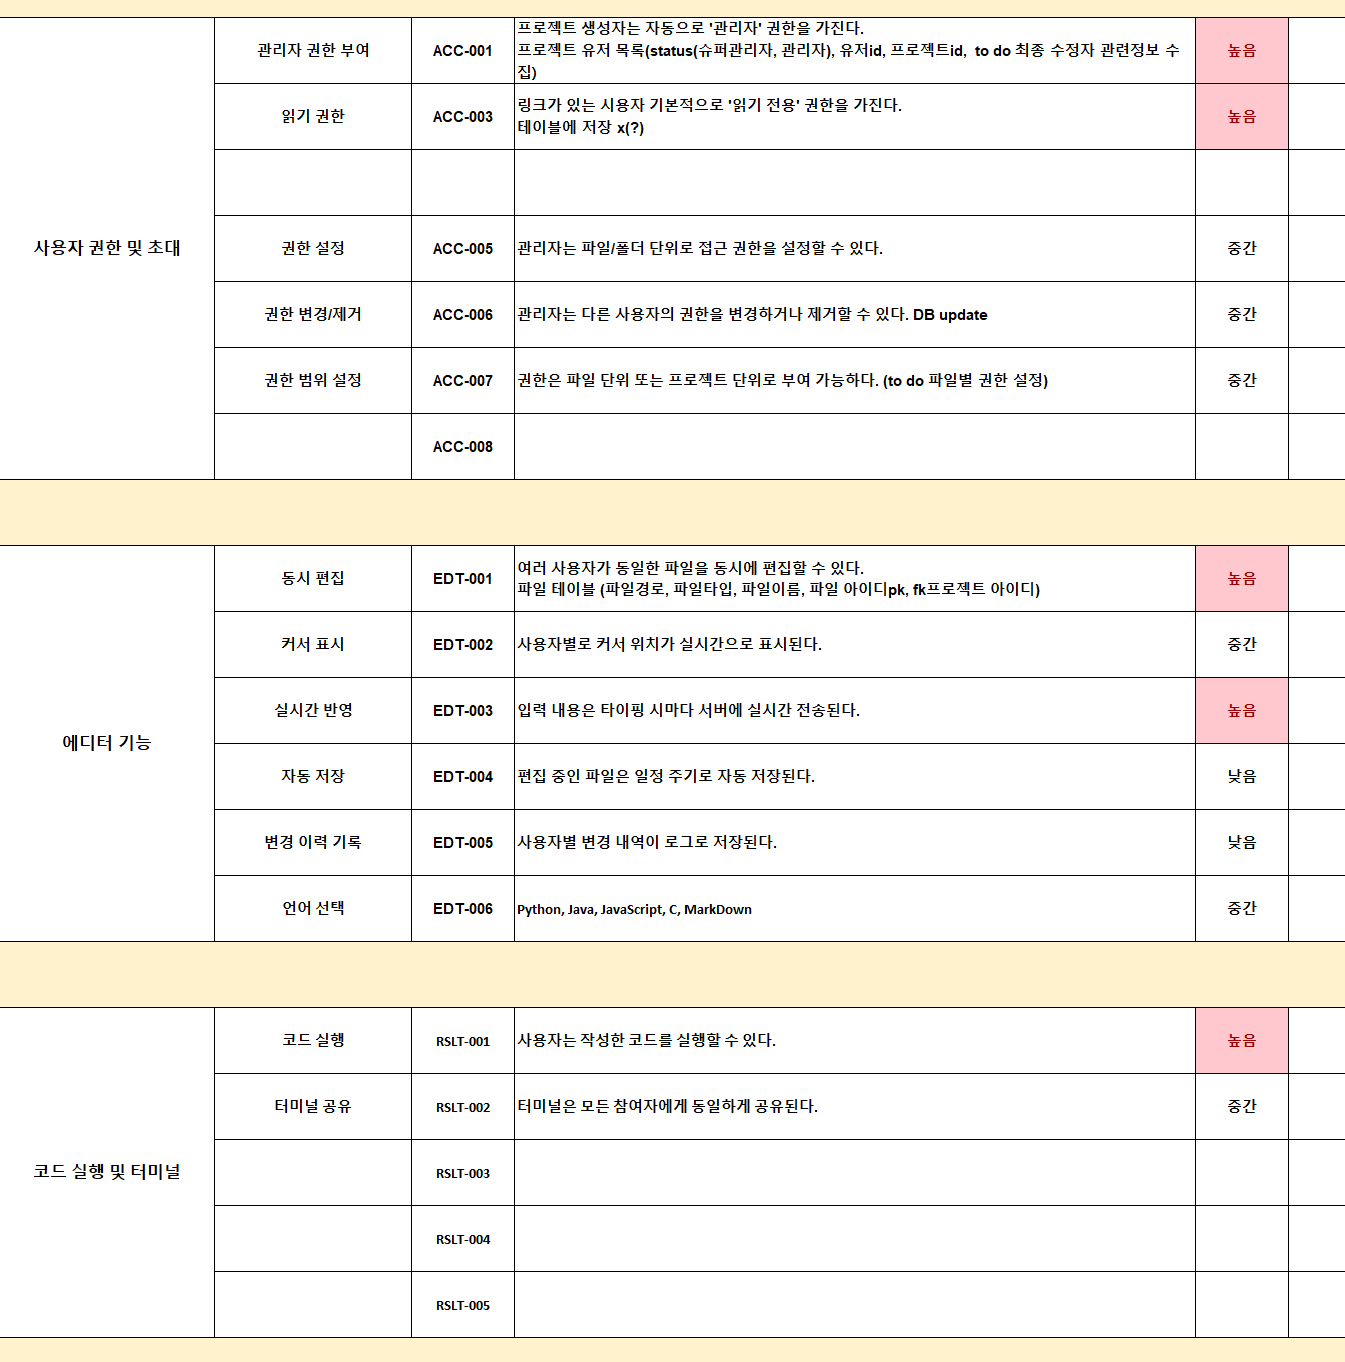 사용자 권한 및 초대
관리자 권한 부여
ACC-001
프로젝트 생성자는 자동으로 '관리자' 권한을 가진다.
프로젝트 유저 목록(status(슈퍼관리자, 관리자), 유저id, 프로젝트id,  to do 최종 수정자 관련정보 수
집)
높음
읽기 권한
ACC-003
링크가 있는 시용자 기본적으로 '읽기 전용' 권한을 가진다.
테이블에 저장 x(?)
높음
권한 설정
ACC-005
관리자는 파일/폴더 단위로 접근 권한을 설정할 수 있다.
중간
권한 변경/제거
ACC-006
관리자는 다른 사용자의 권한을 변경하거나 제거할 수 있다. DB update
중간
권한 범위 설정
ACC-007
권한은 파일 단위 또는 프로젝트 단위로 부여 가능하다. (to do 파일별 권한 설정)
중간
ACC-008
에디터 기능
동시 편집
EDT-001
여러 사용자가 동일한 파일을 동시에 편집할 수 있다.
파일 테이블 (파일경로, 파일타입, 파일이름, 파일 아이디pk, fk프로젝트 아이디)
높음
커서 표시
EDT-002
사용자별로 커서 위치가 실시간으로 표시된다.
중간
실시간 반영
EDT-003
입력 내용은 타이핑 시마다 서버에 실시간 전송된다.
높음
자동 저장
EDT-004
편집 중인 파일은 일정 주기로 자동 저장된다.
낮음
변경 이력 기록
EDT-005
사용자별 변경 내역이 로그로 저장된다.
낮음
언어 선택
EDT-006
Python, Java, JavaScript, C, MarkDown
중간
코드 실행 및 터미널
코드 실행
RSLT-001
사용자는 작성한 코드를 실행할 수 있다.
높음
터미널 공유
RSLT-002
터미널은 모든 참여자에게 동일하게 공유된다.
중간
RSLT-003
RSLT-004
RSLT-005